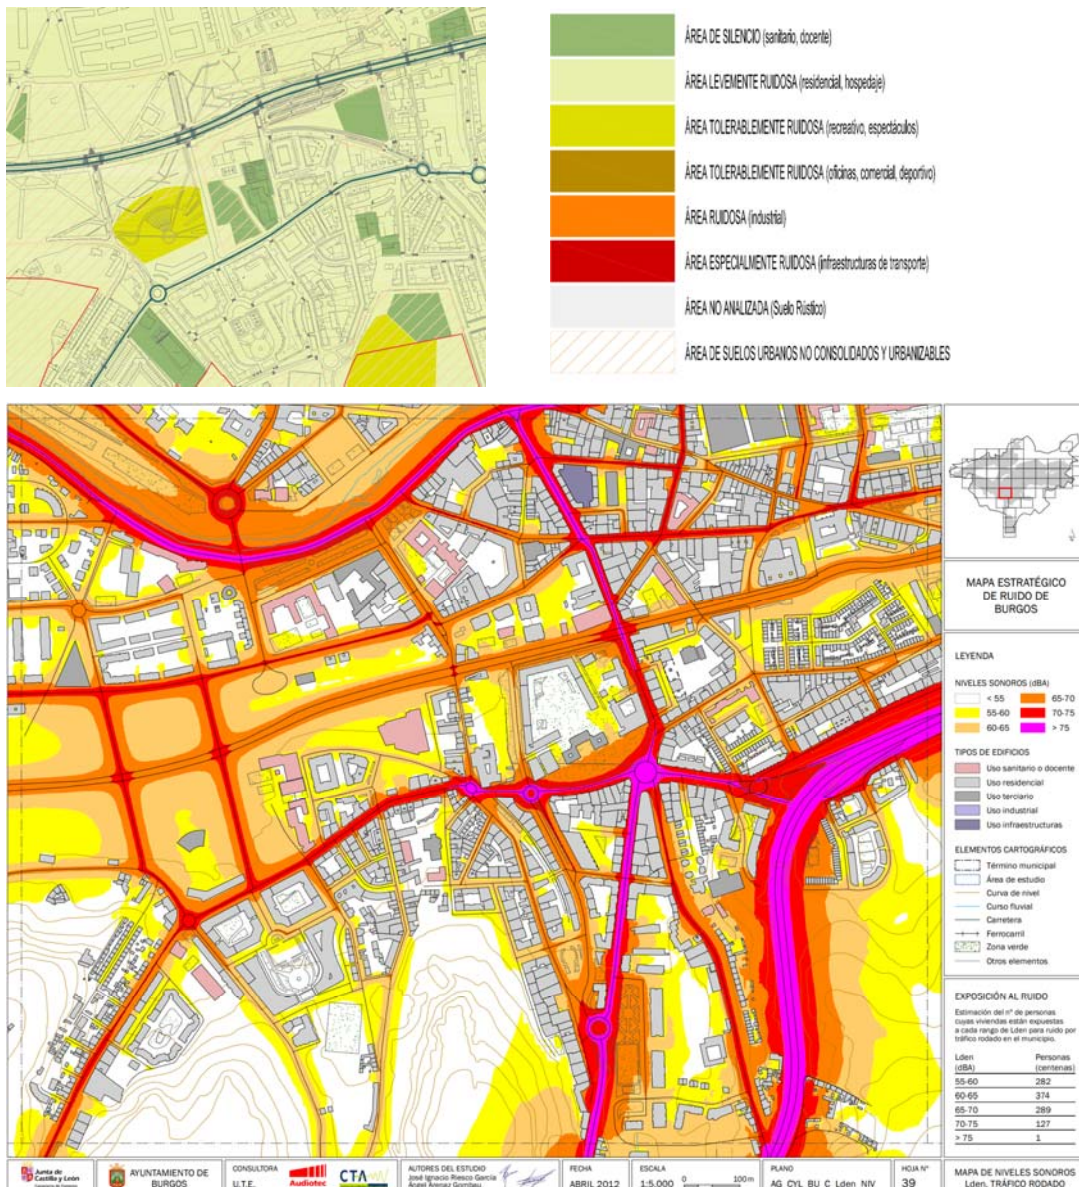 ÁREA DE SILENCIO (sanitario, docente)
ÁREA LEVEMENTE RUIDOSA (residencial, hospedaje)
ÁREA TOLERABLEMENTE RUIDOSA (recreativo, espectáculos)
ÁREA TOLERABLEMENTE RUIDOSA (oficinas, comercial, deportivo)
ÁREA RUIDOSA (industrial)
ÁREA ESPECIALMENTE RUIDOSA (infraestructuras de transporte)
ÁREA NO ANALIZADA (Suelo Rústico)
ÁREA DE SUELOS URBANOS NO CONSOLIDADOS Y URBANIZABLES
MAPA ESTRATÉGICO
DE RUIDO DE
BURGOS
LEYENDA
NIVELES SONOROS (dBA)
< 55 65-70
55-60 70-75
60-65 > 75
TIPOS DE EDIFICIOS
Uso sanitario o docente
Uso residencial
Uso terciario
Uso industrial
Uso infraestructuras
ELEMENTOS CARTOGRÁFICOS
Término municipal
Área de estudio
Curva de nivel
Curso fluvial
Carretera
Ferrocarril
Zona verde
Otros elementos
EXPOSICIÓN AL RUIDO
Estimación del nº de personas
cuyas viviendas están expuestas
a cada rango de Lden para ruido por
tráfico rodado en el municipio.
Lden Personas
(dBA) (centenas)
55-60 282
60-65 374
65-70 289
70-75 127
> 75 1
Junta de
Castilla y León
AYUNTAMIENTO DE
BURGOS
CONSULTORA
U.T.E.
Audiotec
CTA
AUTORES DEL ESTUDIO
José Ignacio Riesco García
FECHA
ABRIL 2012
ESCALA
1:5.000 0 100 m
PLANO
AG_CYL_BU_C_Lden_NIV
HOJA Nº
39
MAPA DE NIVELES SONOROS
Lden. TRÁFICO RODADO